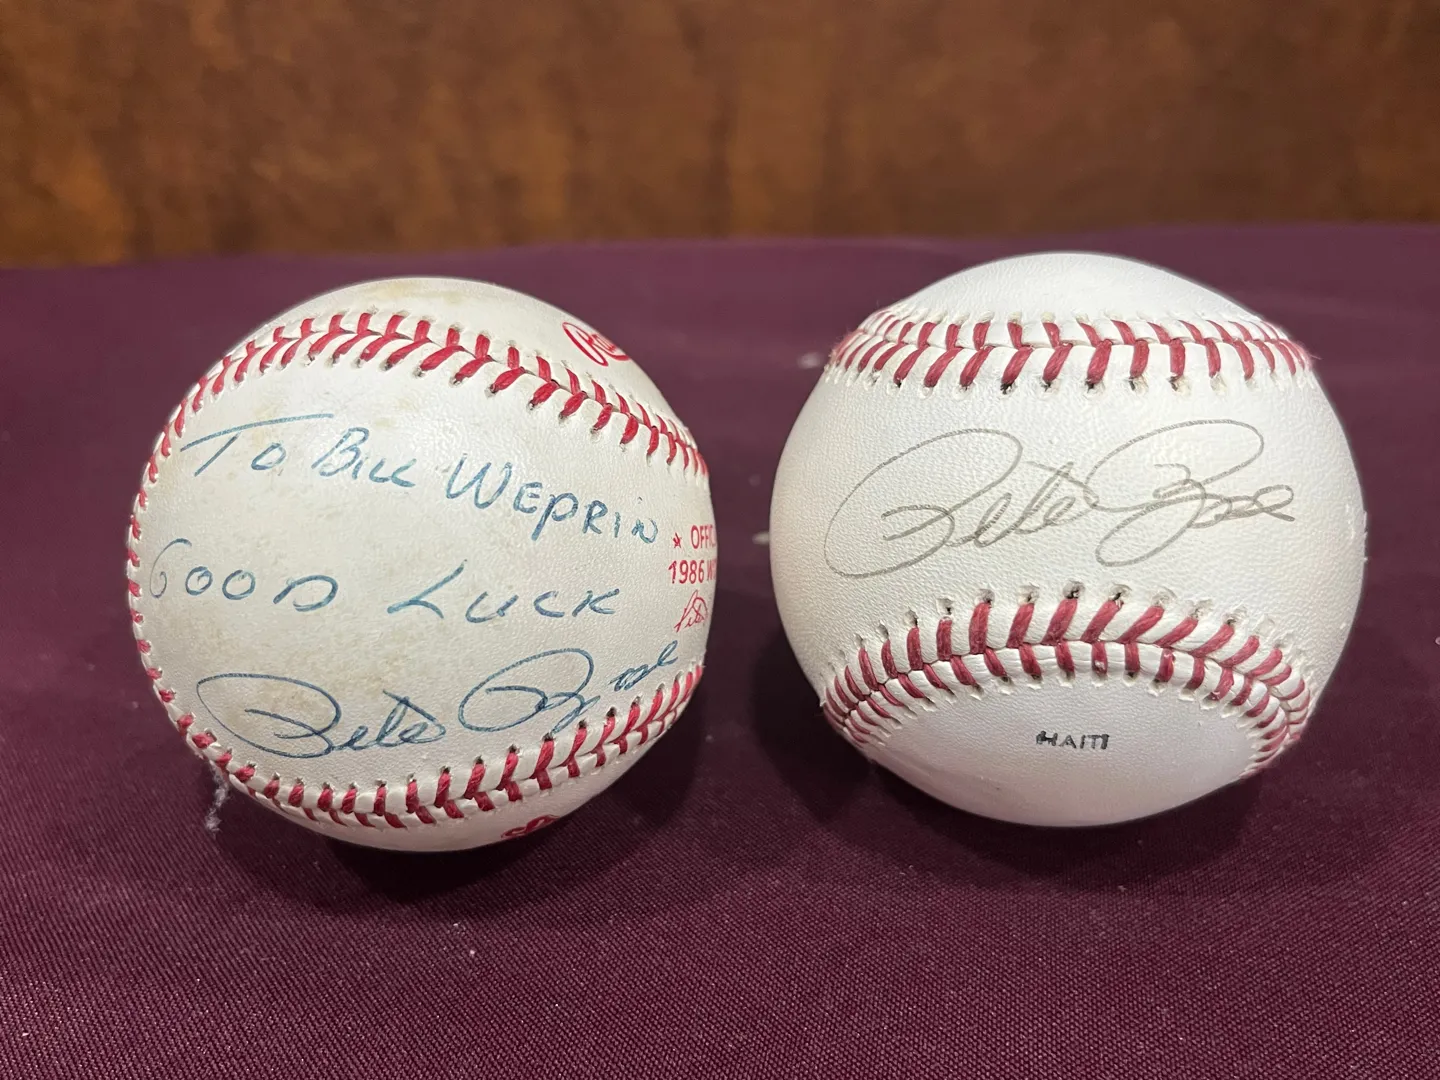 To Bill Weprin
Good Luck
Pete Rose
1986
Pete Rose
HAITI